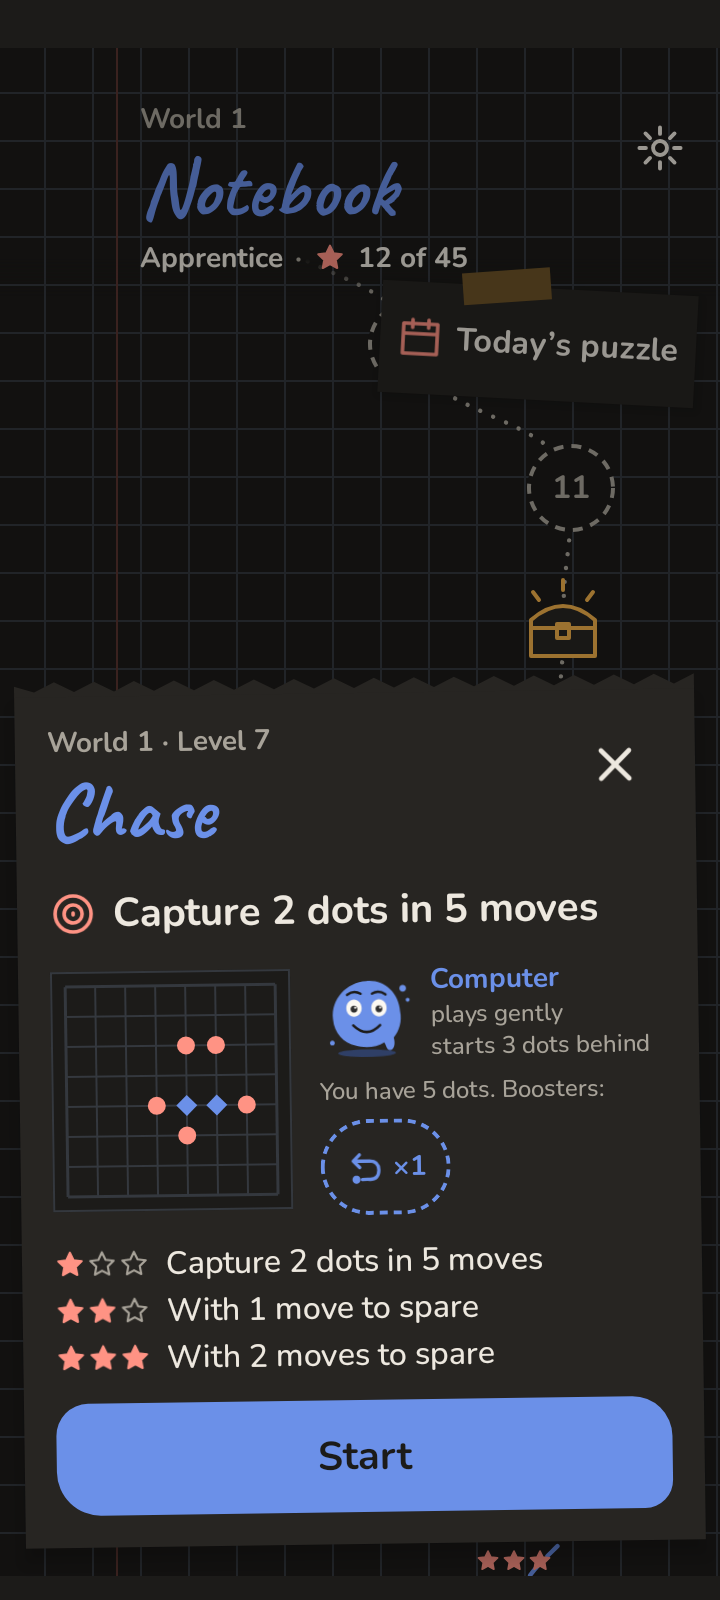 World 1
Notebook
Apprentice · 12 of 45
Today's puzzle
11
World 1 · Level 7
Chase
Capture 2 dots in 5 moves
Computer
plays gently
starts 3 dots behind
You have 5 dots. Boosters:
×1
Capture 2 dots in 5 moves
With 1 move to spare
With 2 moves to spare
Start